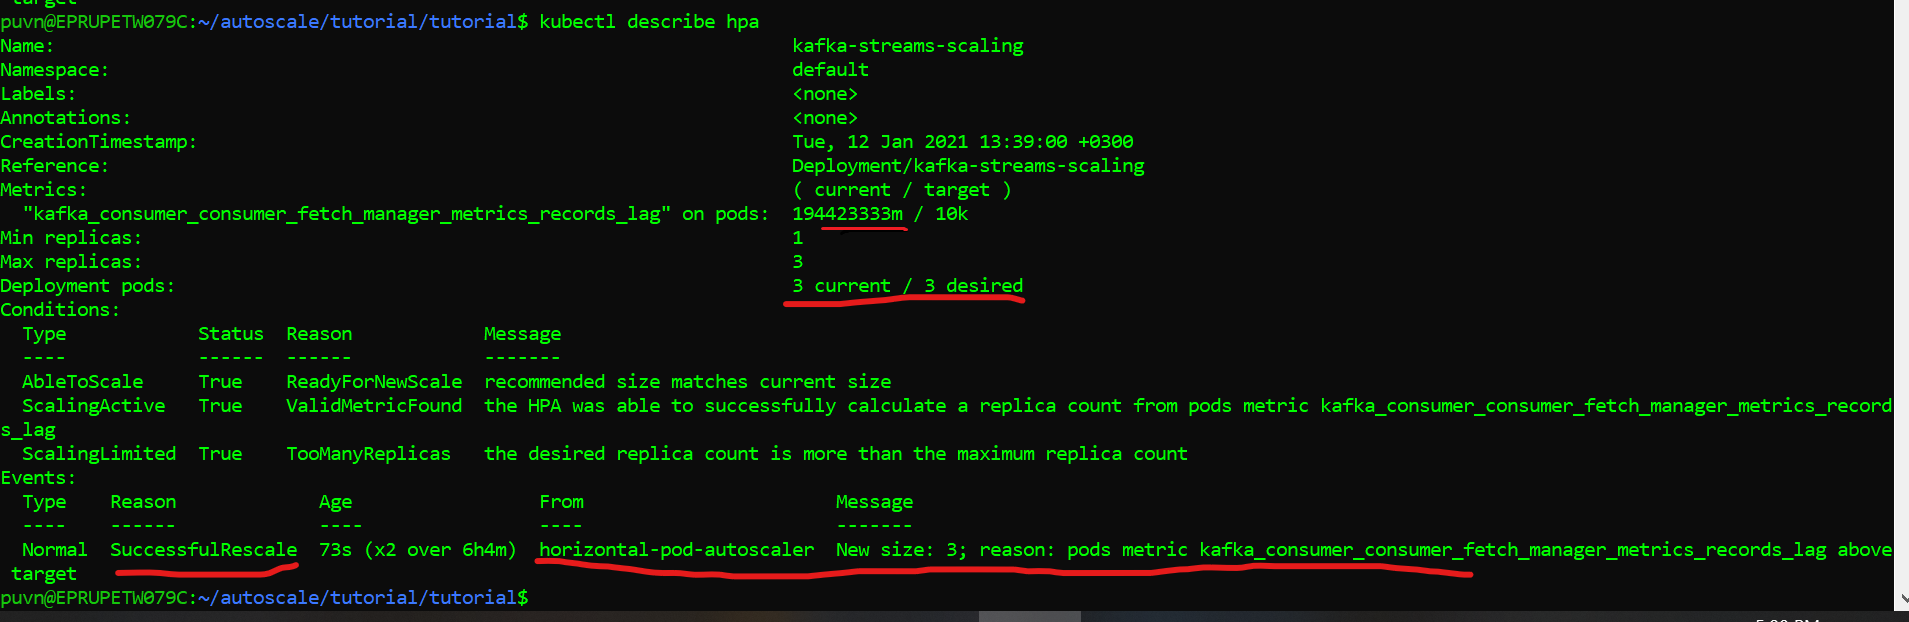 target
puvn@EPRUPETW079C:~/autoscale/tutorial/tutorial$ kubectl describe hpa
Name: kafka-streams-scaling
Namespace: default
Labels: <none>
Annotations: <none>
CreationTimestamp: Tue, 12 Jan 2021 13:39:00 +0300
Reference: Deployment/kafka-streams-scaling
Metrics: ( current / target )
"kafka_consumer_consumer_fetch_manager_metrics_records_lag" on pods: 194423333m / 10k
Min replicas: 1
Max replicas: 3
Deployment pods: 3 current / 3 desired
Conditions:
Type Status Reason Message
---- ------ ------ -------
AbleToScale True ReadyForNewScale recommended size matches current size
ScalingActive True ValidMetricFound the HPA was able to successfully calculate a replica count from pods metric kafka_consumer_consumer_fetch_manager_metrics_record
s_lag
ScalingLimited True TooManyReplicas the desired replica count is more than the maximum replica count
Events:
Type Reason Age From Message
---- ------ ---- ---- -------
Normal SuccessfulRescale 73s (x2 over 6h4m) horizontal-pod-autoscaler New size: 3; reason: pods metric kafka_consumer_consumer_fetch_manager_metrics_records_lag above
target
puvn@EPRUPETW079C:~/autoscale/tutorial/tutorial$